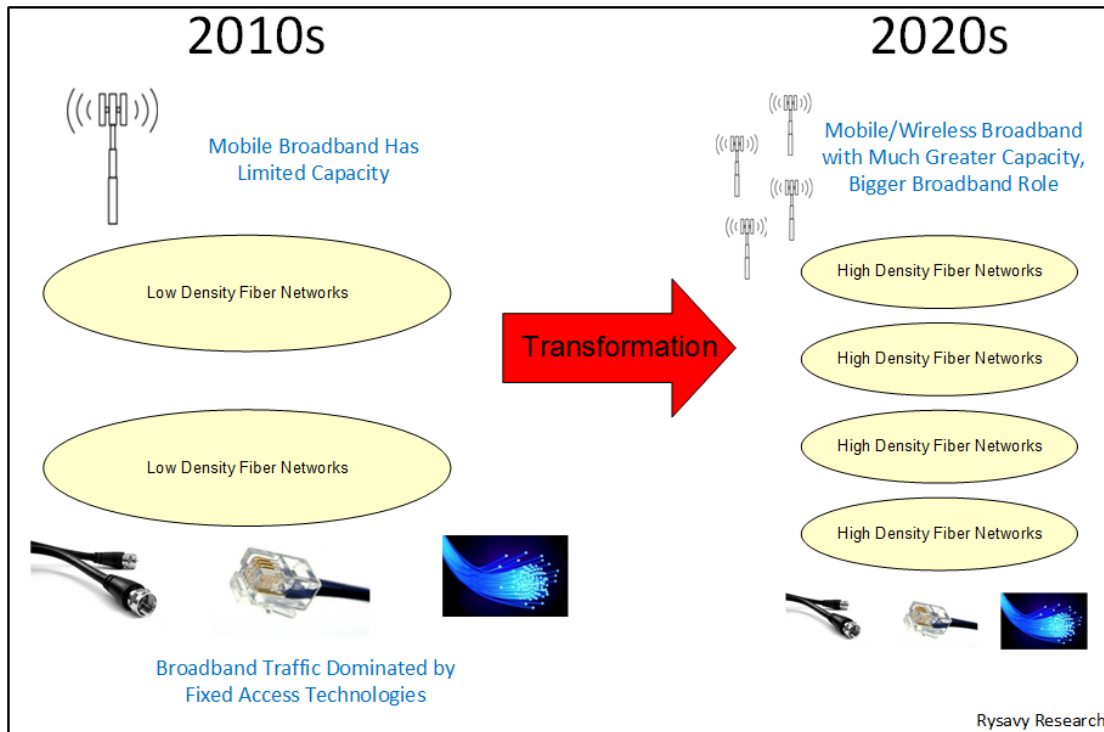 2010s
Mobile Broadband Has
Limited Capacity
Low Density Fiber Networks
Low Density Fiber Networks
Broadband Traffic Dominated by
Fixed Access Technologies
Transformation
2020s
Mobile/Wireless Broadband
with Much Greater Capacity,
Bigger Broadband Role
High Density Fiber Networks
High Density Fiber Networks
High Density Fiber Networks
High Density Fiber Networks
Rysavy Research